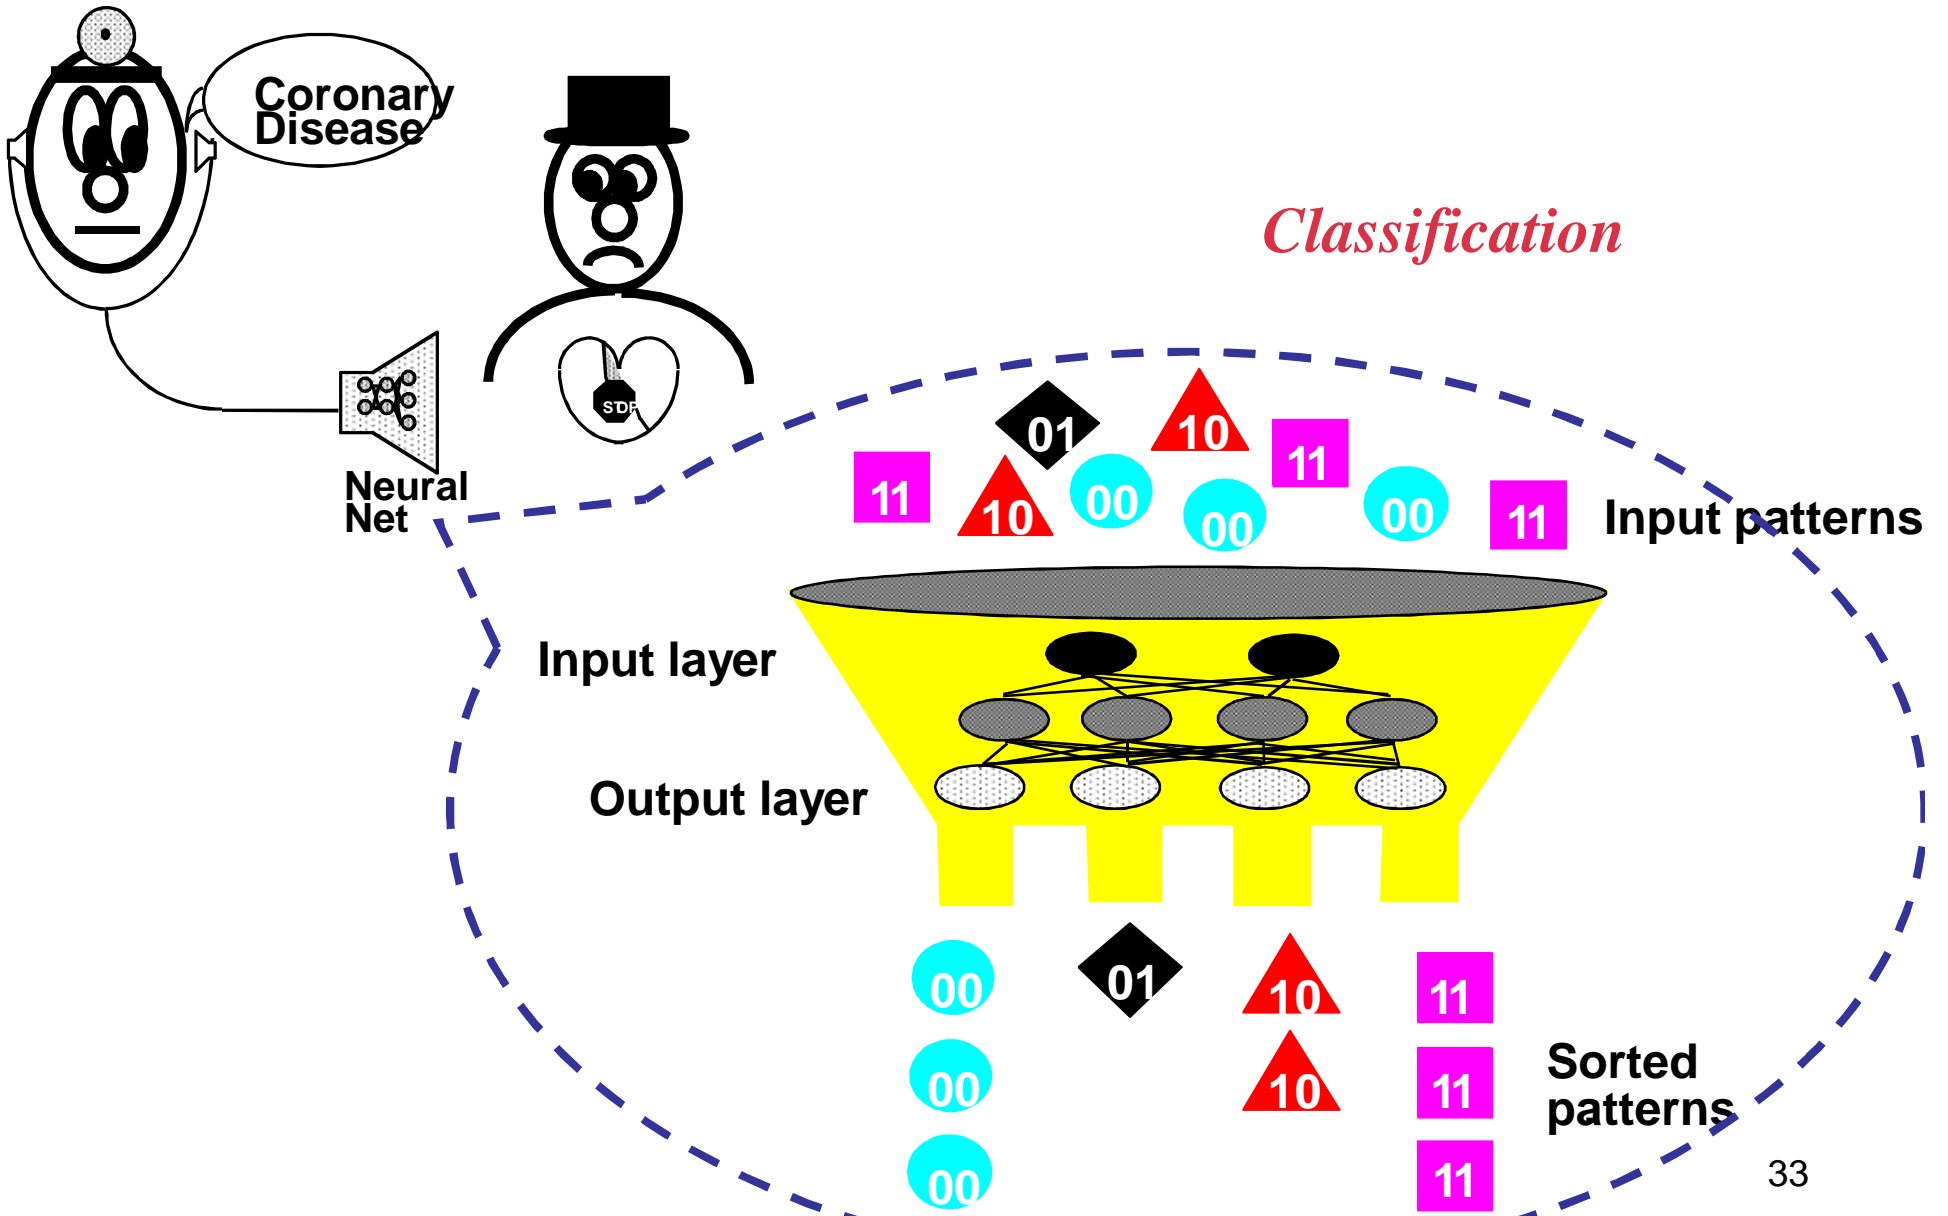 Coronary
Disease
Classification
STOP
Neural
Net
01
10
11
10
00
00
11
00
11
Input patterns
Input layer
Output layer
00
01
10
11
00
10
11
Sorted
patterns
00
11
33